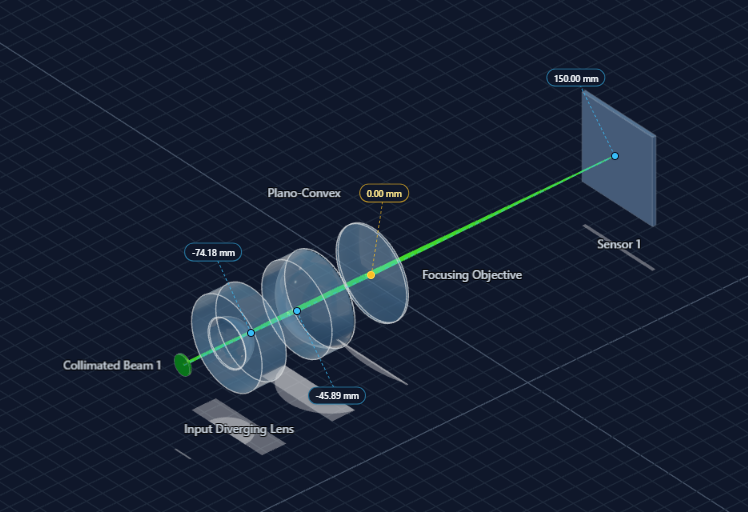 150.00 mm
Plano-Convex
0.00 mm
Sensor 1
-74.18 mm
Focusing Objective
Collimated Beam 1
-45.89 mm
Input Diverging Lens